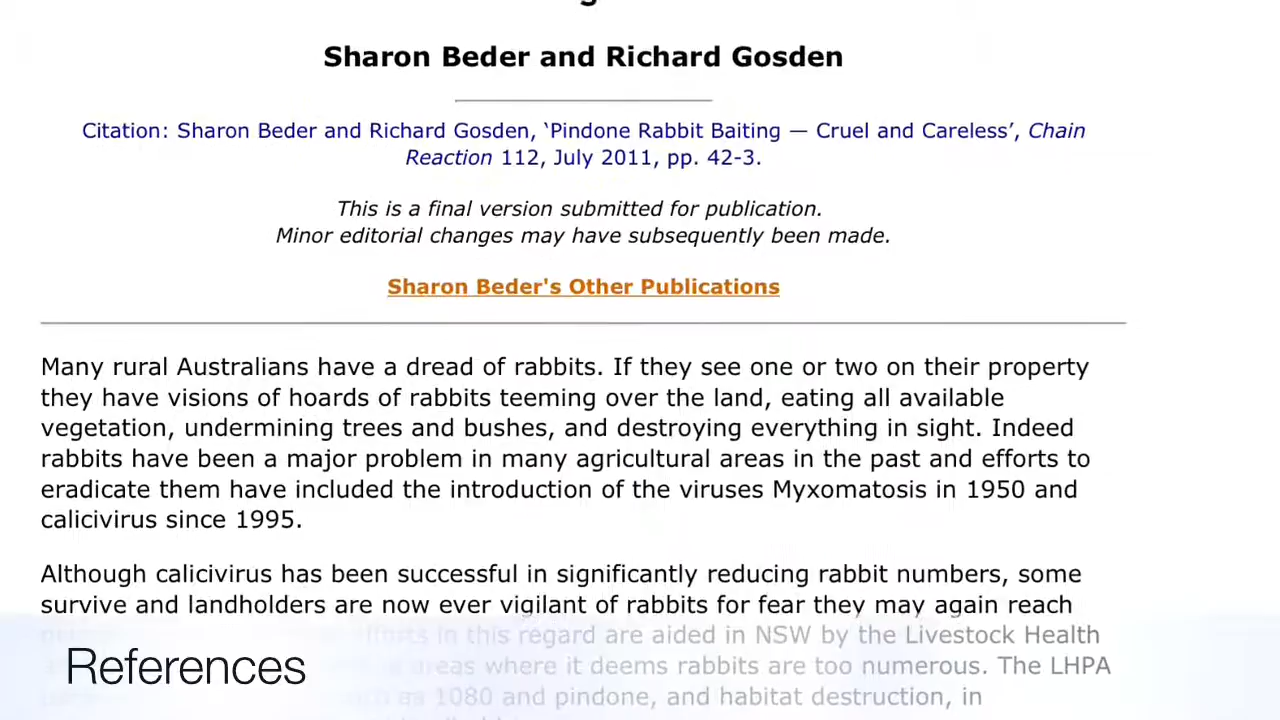 Sharon Beder and Richard Gosden
Citation: Sharon Beder and Richard Gosden, ‘Pindone Rabbit Baiting — Cruel and Careless’, Chain
Reaction 112, July 2011, pp. 42-3.
This is a final version submitted for publication.
Minor editorial changes may have subsequently been made.
Sharon Beder's Other Publications
Many rural Australians have a dread of rabbits. If they see one or two on their property
they have visions of hoards of rabbits teeming over the land, eating all available
vegetation, undermining trees and bushes, and destroying everything in sight. Indeed
rabbits have been a major problem in many agricultural areas in the past and efforts to
eradicate them have included the introduction of the viruses Myxomatosis in 1950 and
calicivirus since 1995.
Although calicivirus has been successful in significantly reducing rabbit numbers, some
survive and landholders are now ever vigilant of rabbits for fear they may again reach
efforts in this regard are aided in NSW by the Livestock Health
areas where it deems rabbits are too numerous. The LHPA
as 1080 and pindone, and habitat destruction, in
References